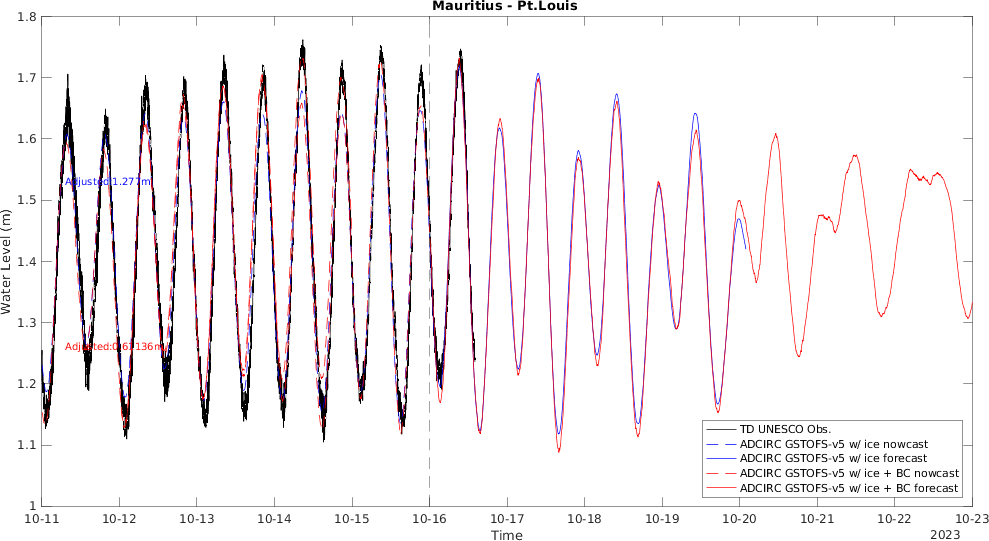 Mauritius - Pt.Louis
1.8
1.7
1.6
1.5
1.4
1.3
1.2
1.1
1
Water Level (m)
Adjusted:1.277m
TD UNESCO Obs.
ADCIRC GSTOFS-v5 w/ ice nowcast
ADCIRC GSTOFS-v5 w/ ice forecast
ADCIRC GSTOFS-v5 w/ ice + BC nowcast
ADCIRC GSTOFS-v5 w/ ice + BC forecast
10-11 10-12 10-13 10-14 10-15 10-16 10-17 10-18 10-19 10-20 10-21 10-22 10-23
Time
2023